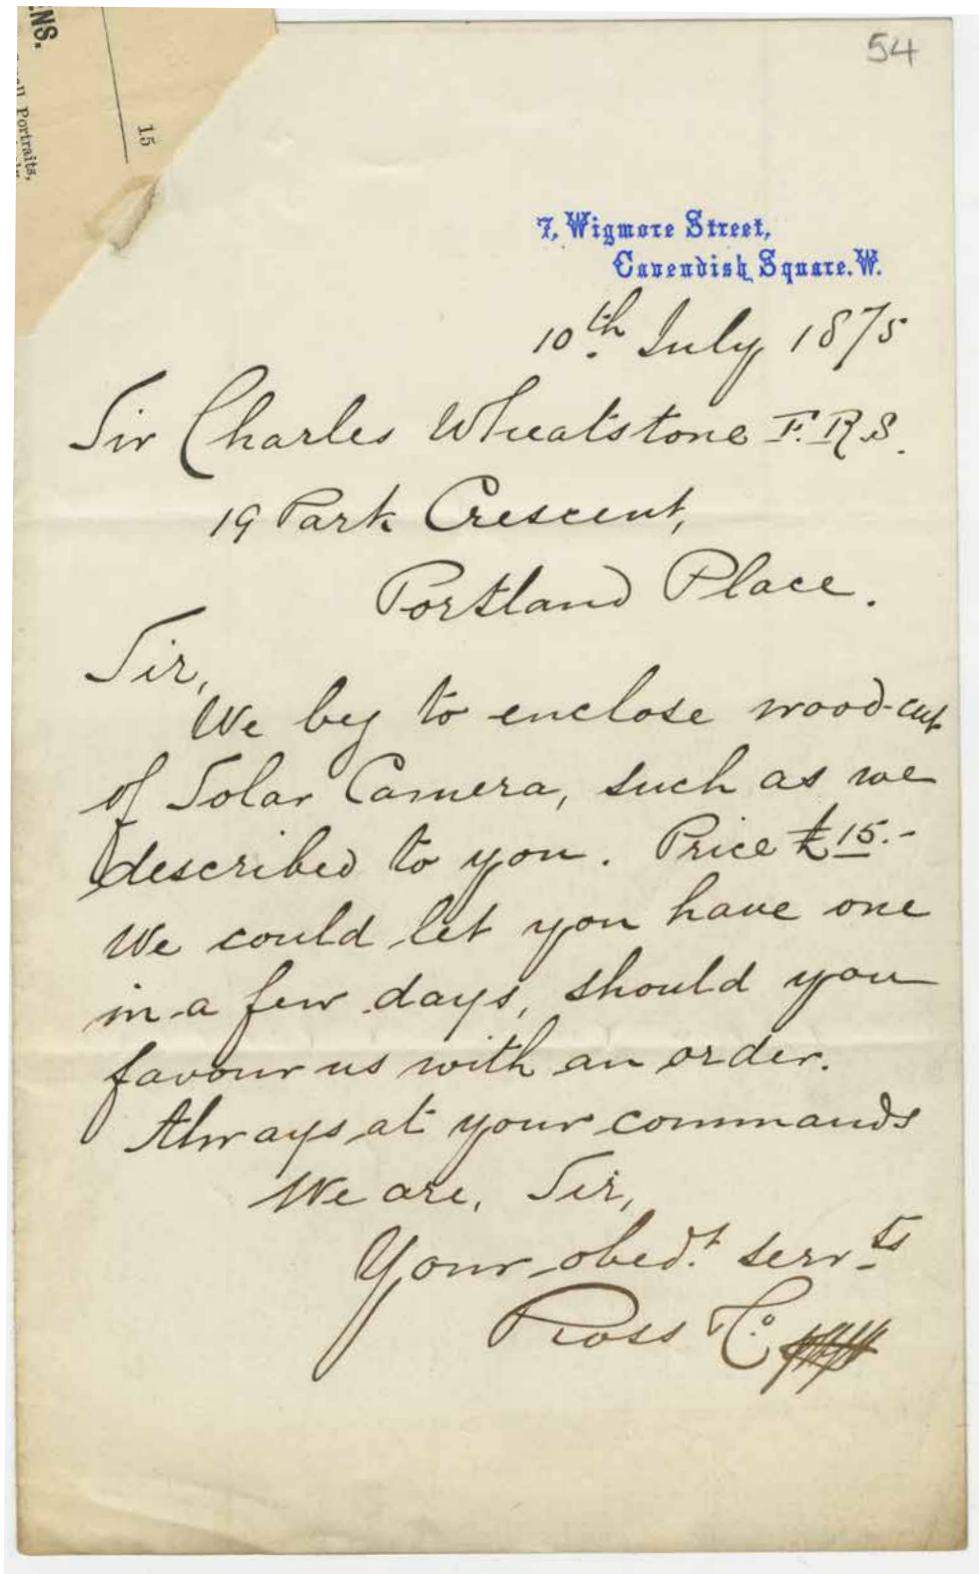 NS.
Portraits,
15
54
7, Wigmore Street,
Cavendish Square. W.
10th. July 1875
Sir Charles Wheatstone F.R.S.
19 Park Crescent,
Portland Place.
Sir,
We beg to enclose wood-cut
of Solar Camera, such as we
described to you. Price £15.-
We could let you have one
in a few days, should you
favour us with an order.
Always at your commands
We are, Sir,
Your obedt. servts
Ross & Co.